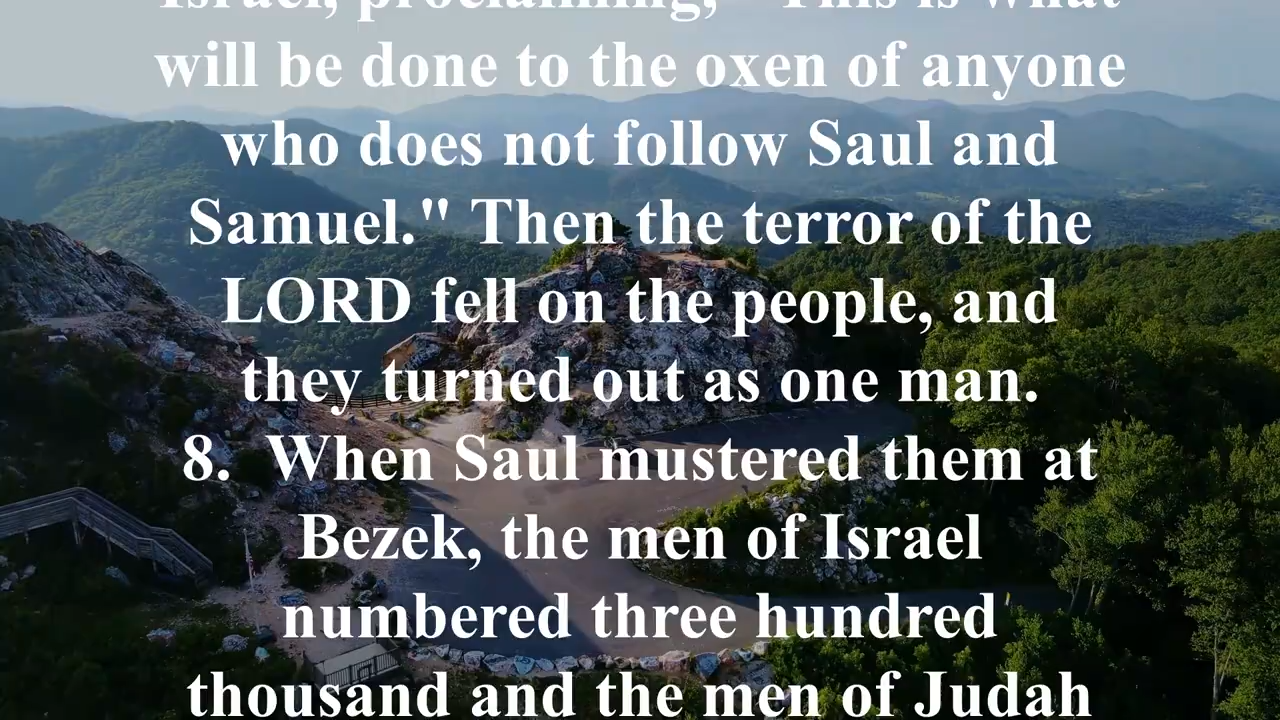 Israel, proclaiming, "This is what
will be done to the oxen of anyone
who does not follow Saul and
Samuel." Then the terror of the
LORD fell on the people, and
they turned out as one man.
8. When Saul mustered them at
Bezek, the men of Israel
numbered three hundred
thousand and the men of Judah